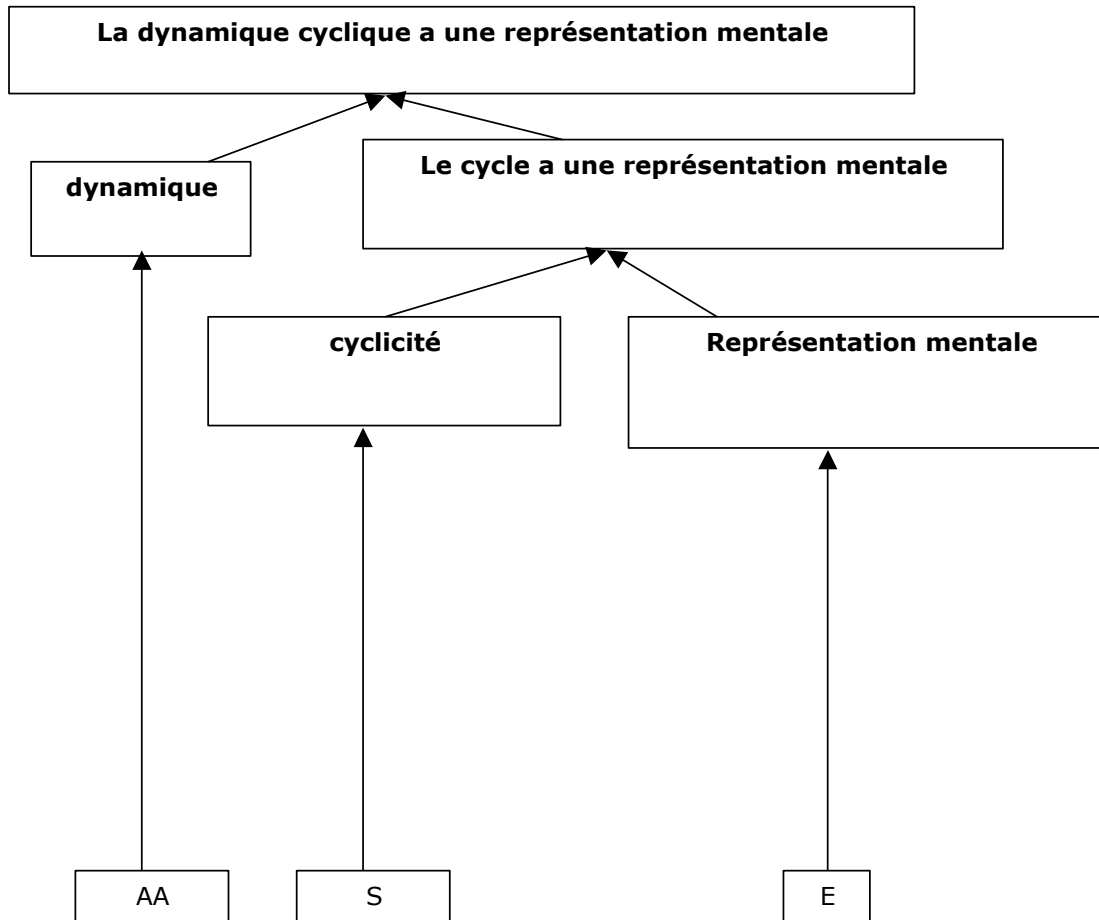 La dynamique cyclique a une représentation mentale
dynamique
Le cycle a une représentation mentale
cyclicité
Représentation mentale
AA
S
E